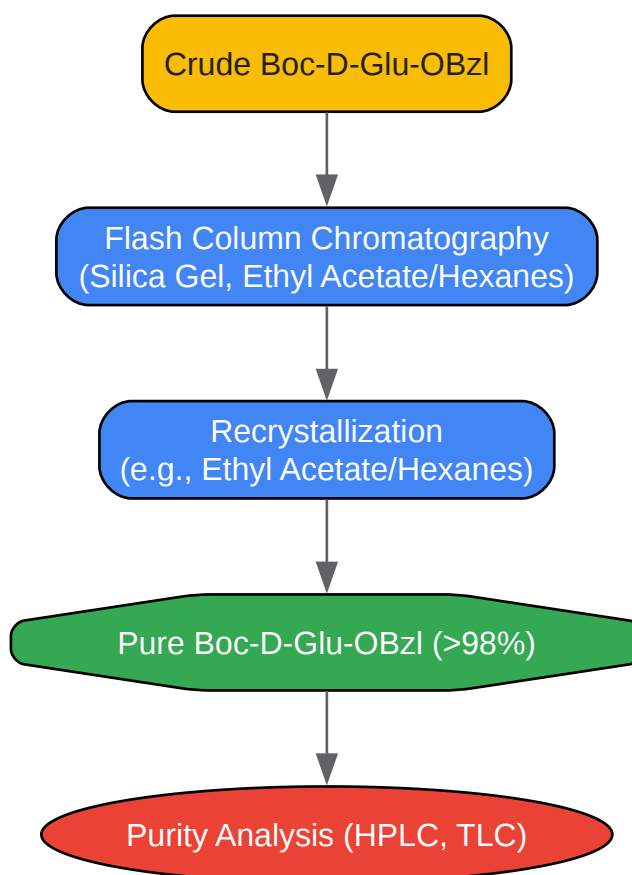 Crude Boc-D-Glu-OBzl
Flash Column Chromatography
(Silica Gel, Ethyl Acetate/Hexanes)
Recrystallization
(e.g., Ethyl Acetate/Hexanes)
Pure Boc-D-Glu-OBzl (>98%)
Purity Analysis (HPLC, TLC)